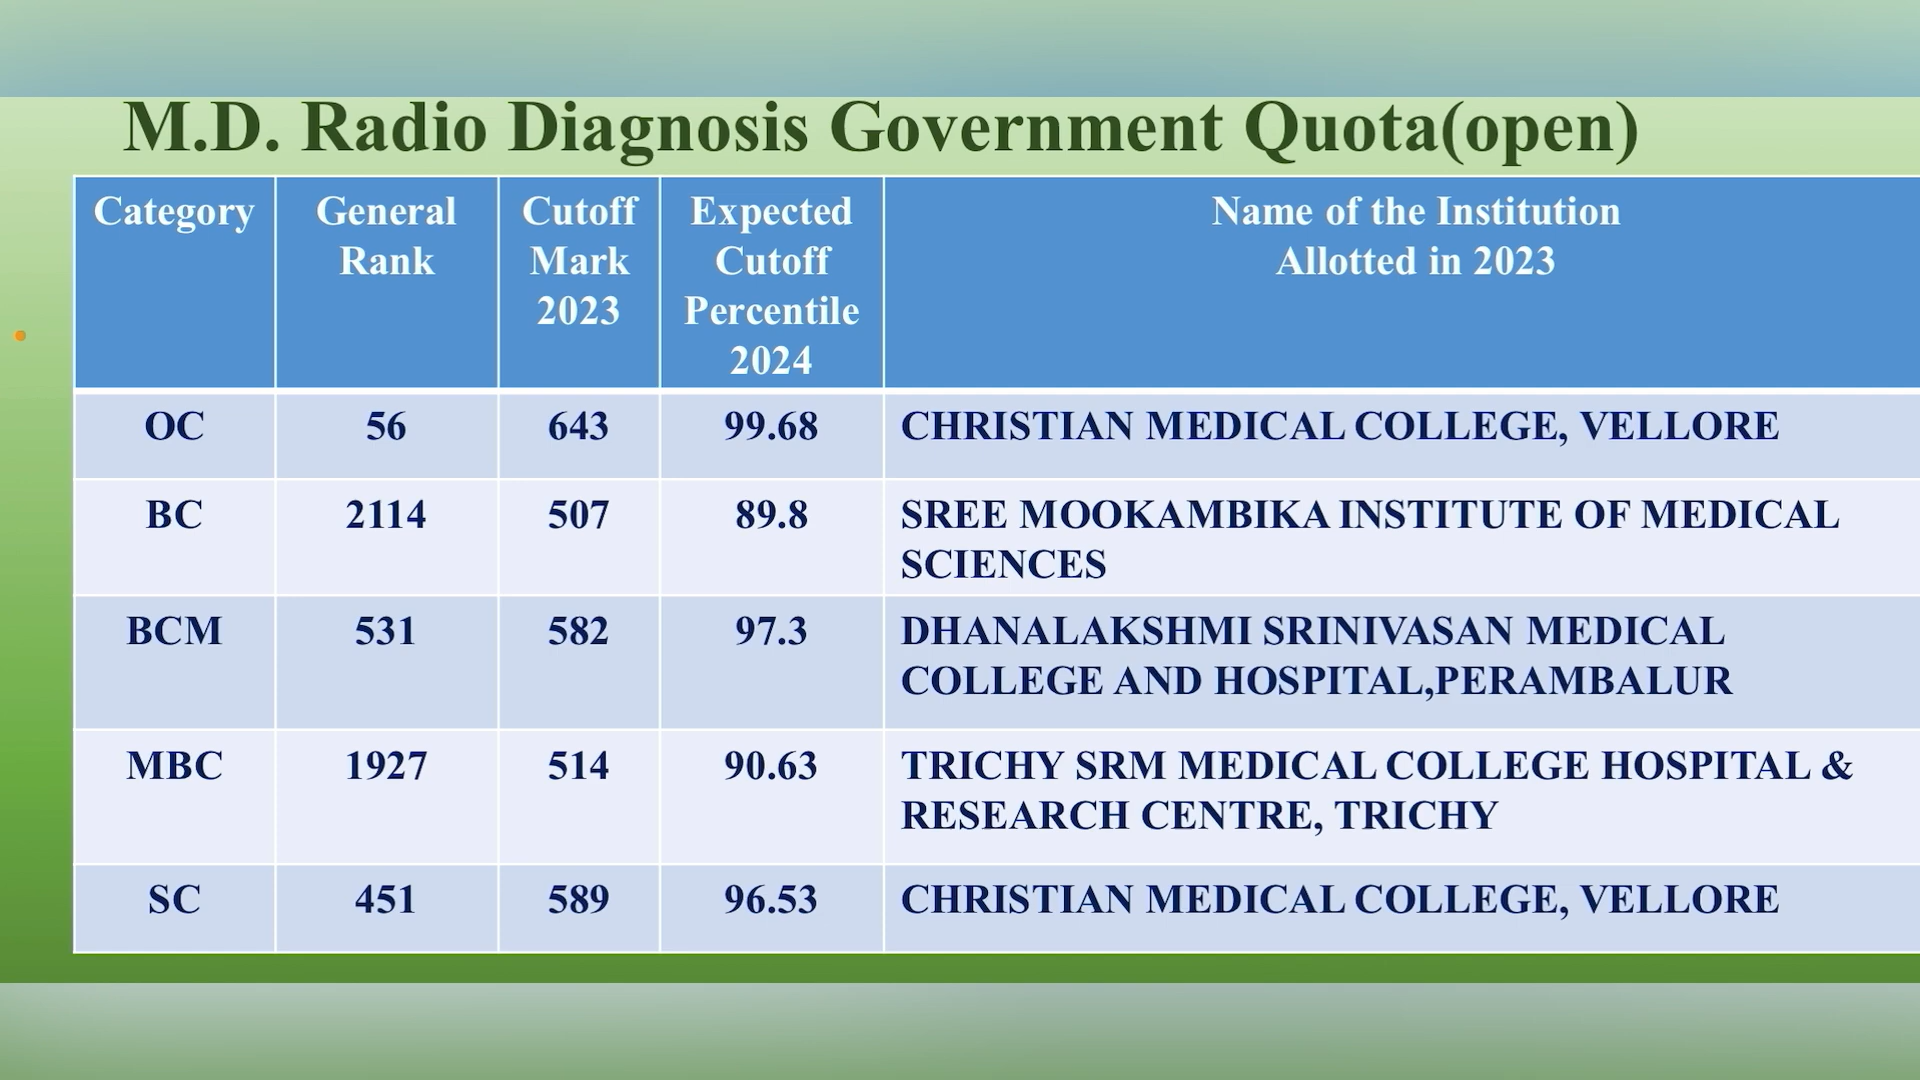 M.D. Radio Diagnosis Government Quota(open)
Category General Rank Cutoff Mark 2023 Expected Cutoff Percentile 2024 Name of the Institution Allotted in 2023
OC 56 643 99.68 CHRISTIAN MEDICAL COLLEGE, VELLORE
BC 2114 507 89.8 SREE MOOKAMBIKA INSTITUTE OF MEDICAL
SCIENCES
BCM 531 582 97.3 DHANALAKSHMI SRINIVASAN MEDICAL
COLLEGE AND HOSPITAL,PERAMBALUR
MBC 1927 514 90.63 TRICHY SRM MEDICAL COLLEGE HOSPITAL &
RESEARCH CENTRE, TRICHY
SC 451 589 96.53 CHRISTIAN MEDICAL COLLEGE, VELLORE